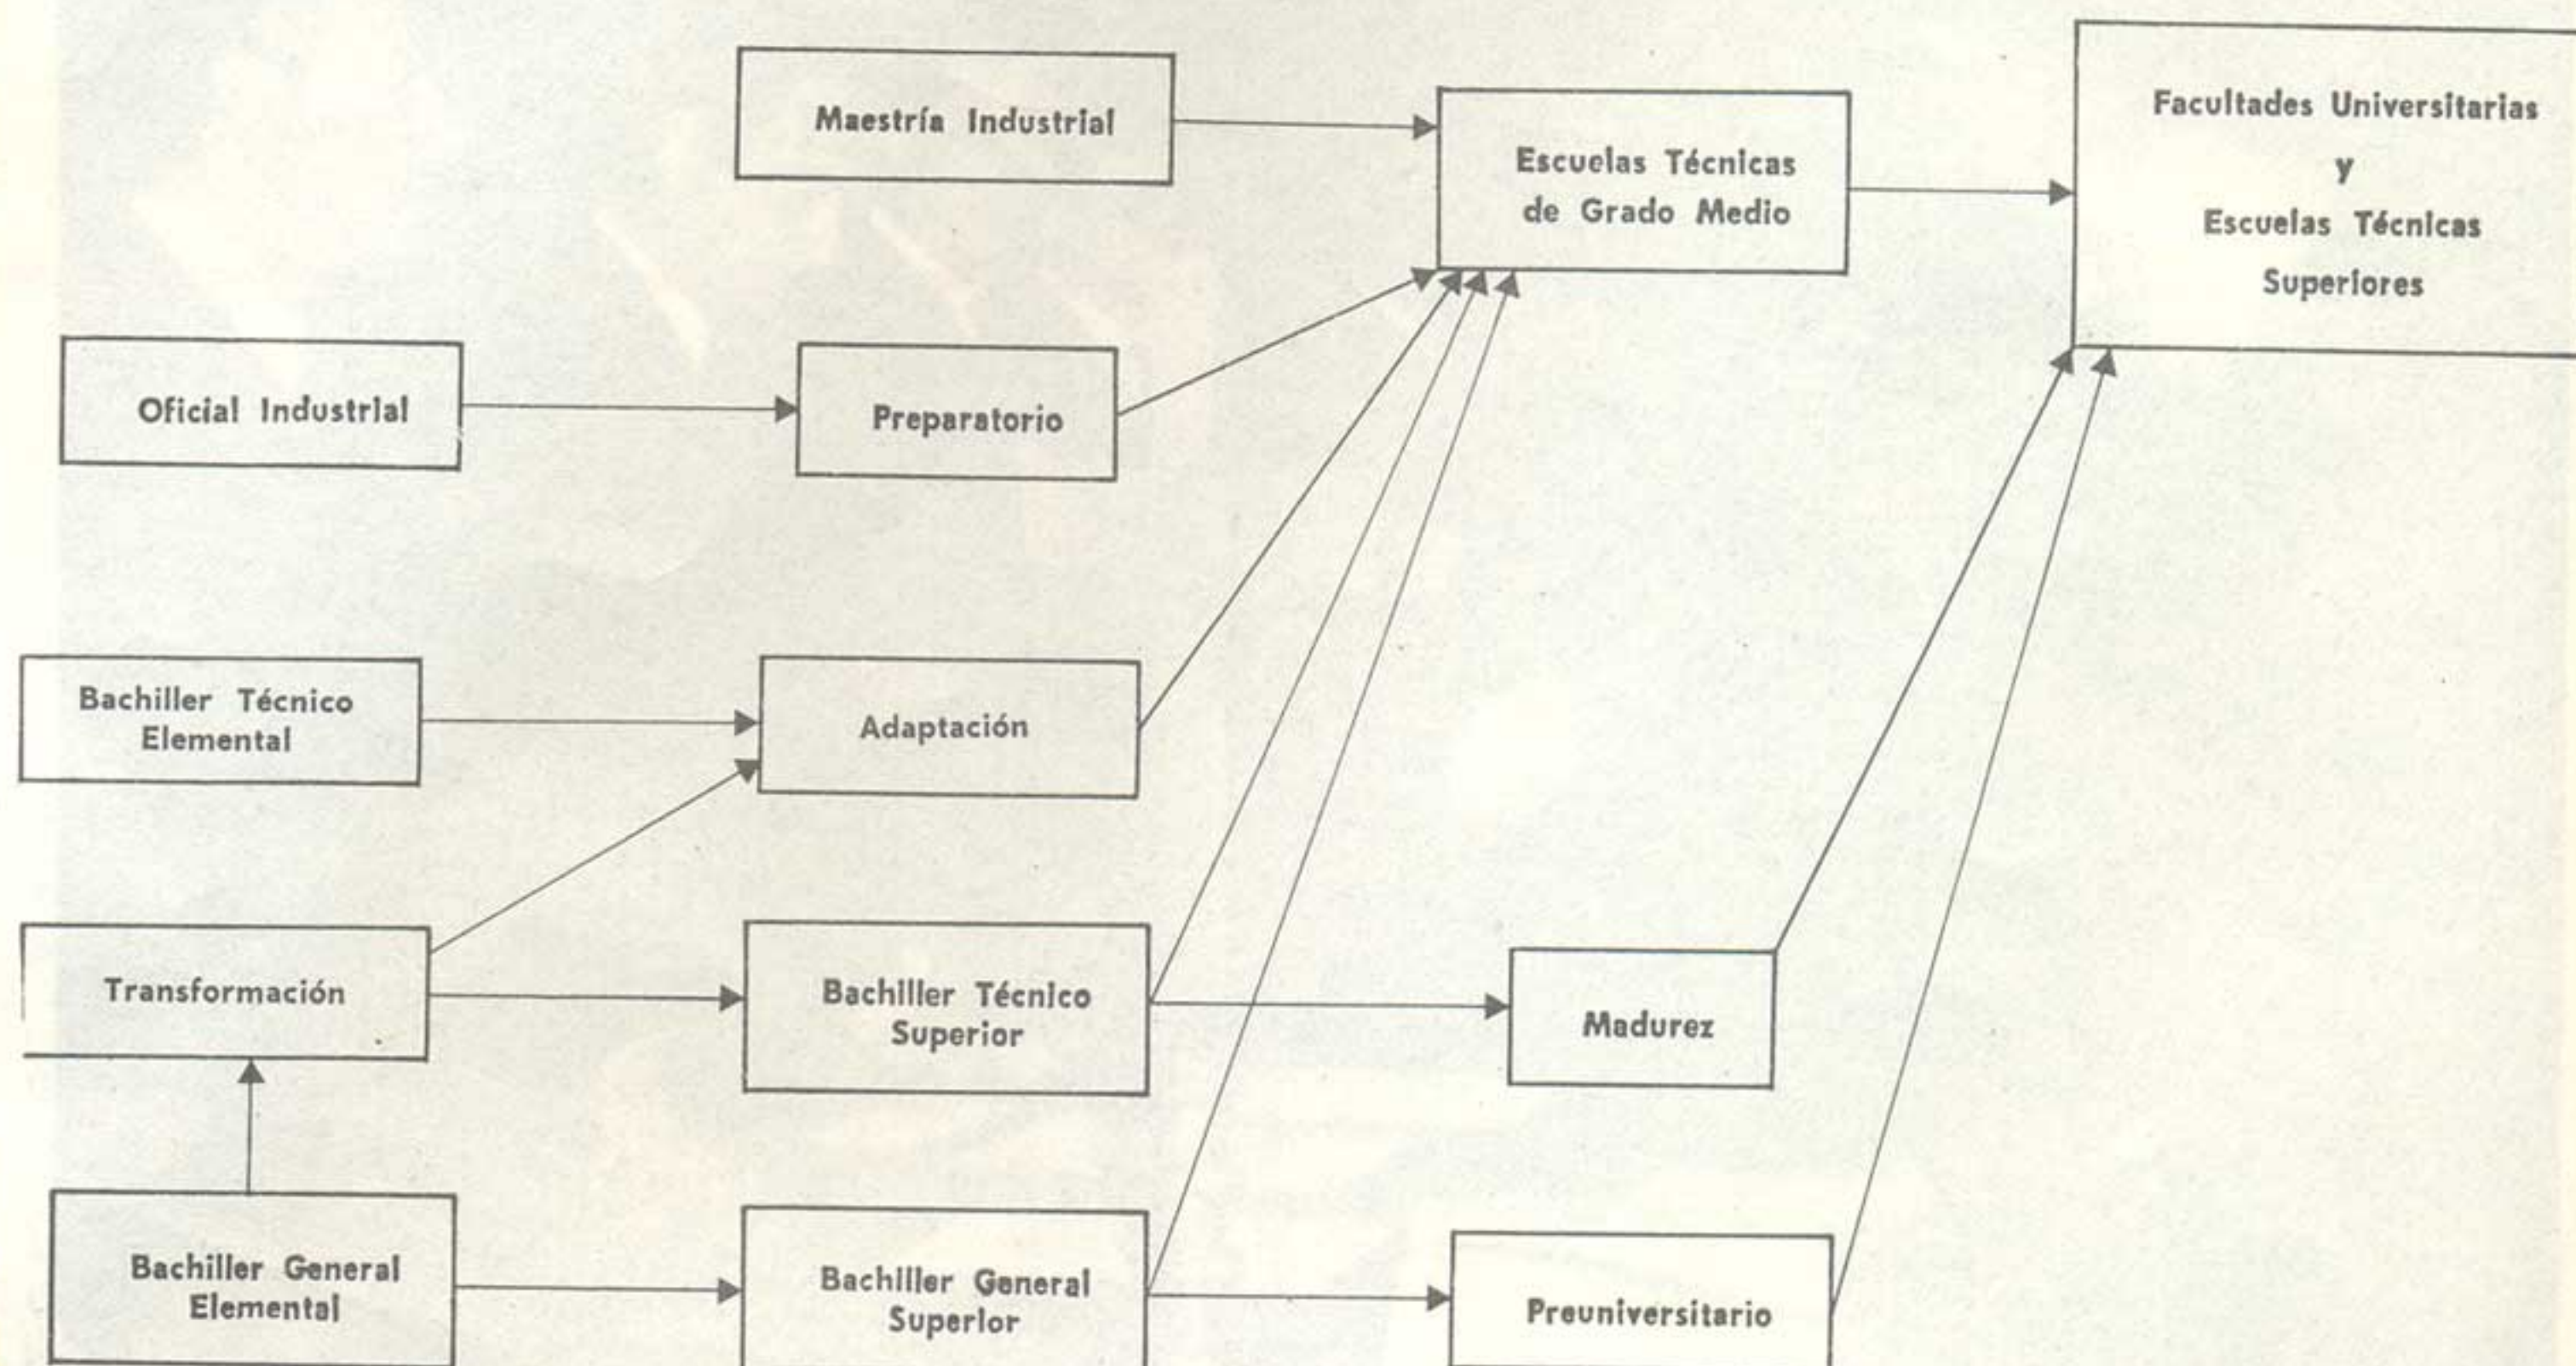 Maestría Industrial
Escuelas Técnicas
de Grado Medio
Facultades Universitarias
y
Escuelas Técnicas
Superiores
Oficial Industrial
Preparatorio
Bachiller Técnico
Elemental
Adaptación
Transformación
Bachiller Técnico
Superior
Madurez
Bachiller General
Elemental
Bachiller General
Superior
Preuniversitario